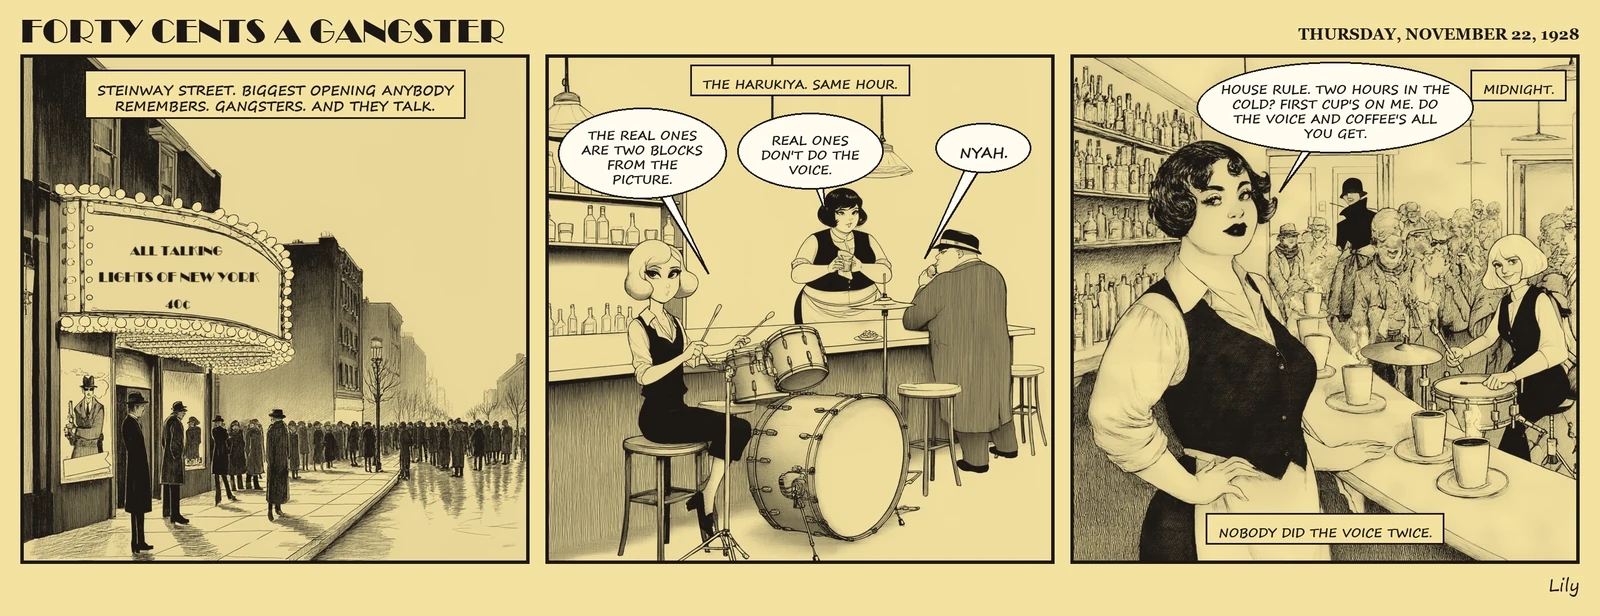 FORTY CENTS A GANGSTER
THURSDAY, NOVEMBER 22, 1928
STEINWAY STREET. BIGGEST OPENING ANYBODY
REMEMBERS. GANGSTERS. AND THEY TALK.
ALL TALKING
LIGHTS OF NEW YORK
40¢
THE HARUKIYA. SAME HOUR.
THE REAL ONES
ARE TWO BLOCKS
FROM THE
PICTURE.
REAL ONES
DON'T DO THE
VOICE.
NYAH.
HOUSE RULE. TWO HOURS IN THE
COLD? FIRST CUP'S ON ME. DO
THE VOICE AND COFFEE'S ALL
YOU GET.
MIDNIGHT.
NOBODY DID THE VOICE TWICE.
Lily